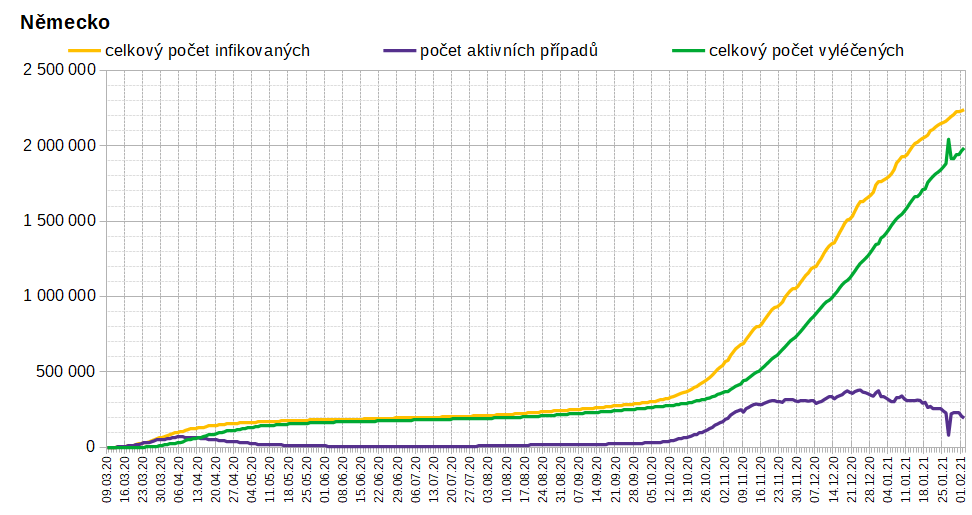 Německo
celkový počet infikovaných počet aktivních případů celkový počet vyléčených
2 500 000
2 000 000
1 500 000
1 000 000
500 000
0
09.03.20 16.03.20 23.03.20 30.03.20 06.04.20 13.04.20 20.04.20 27.04.20 04.05.20 11.05.20 18.05.20 25.05.20 01.06.20 08.06.20 15.06.20 22.06.20 29.06.20 06.07.20 13.07.20 20.07.20 27.07.20 03.08.20 10.08.20 17.08.20 24.08.20 31.08.20 07.09.20 14.09.20 21.09.20 28.09.20 05.10.20 12.10.20 19.10.20 26.10.20 02.11.20 09.11.20 16.11.20 23.11.20 30.11.20 07.12.20 14.12.20 21.12.20 28.12.20 04.01.21 11.01.21 18.01.21 25.01.21 01.02.21